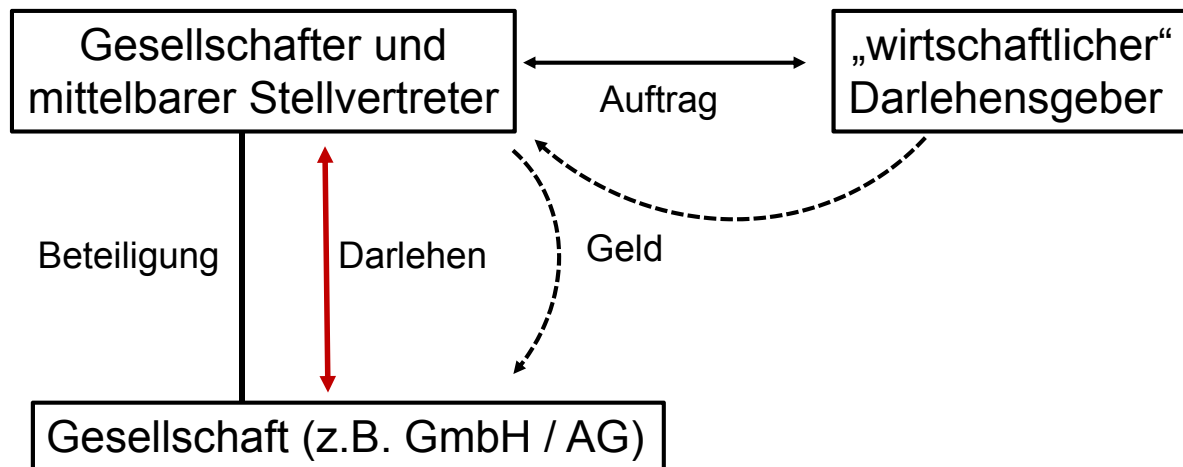 Gesellschafter und
mittelbarer Stellvertreter
„wirtschaftlicher“
Darlehensgeber
Auftrag
Beteiligung
Darlehen
Geld
Gesellschaft (z.B. GmbH / AG)